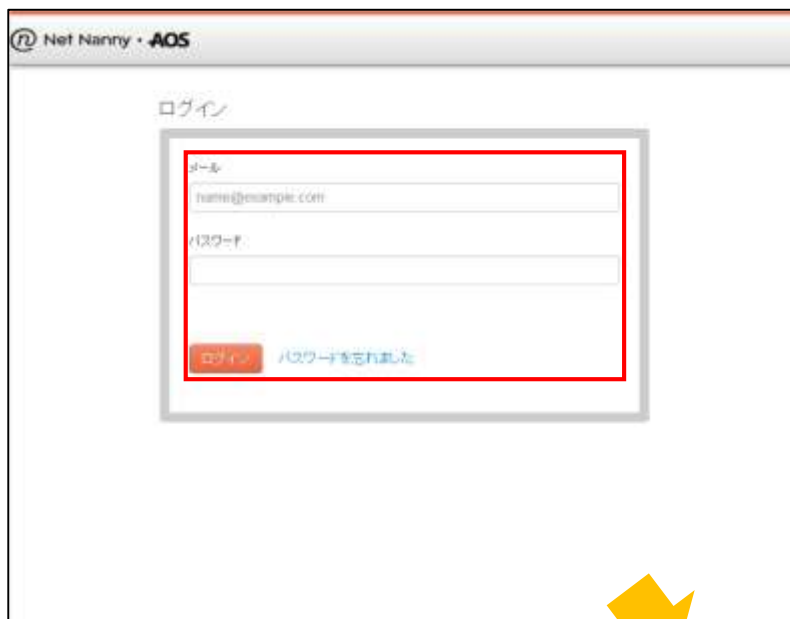 Net Nanny · AOS
ログイン
メール
name@example.com
パスワード
ログイン パスワードを忘れました